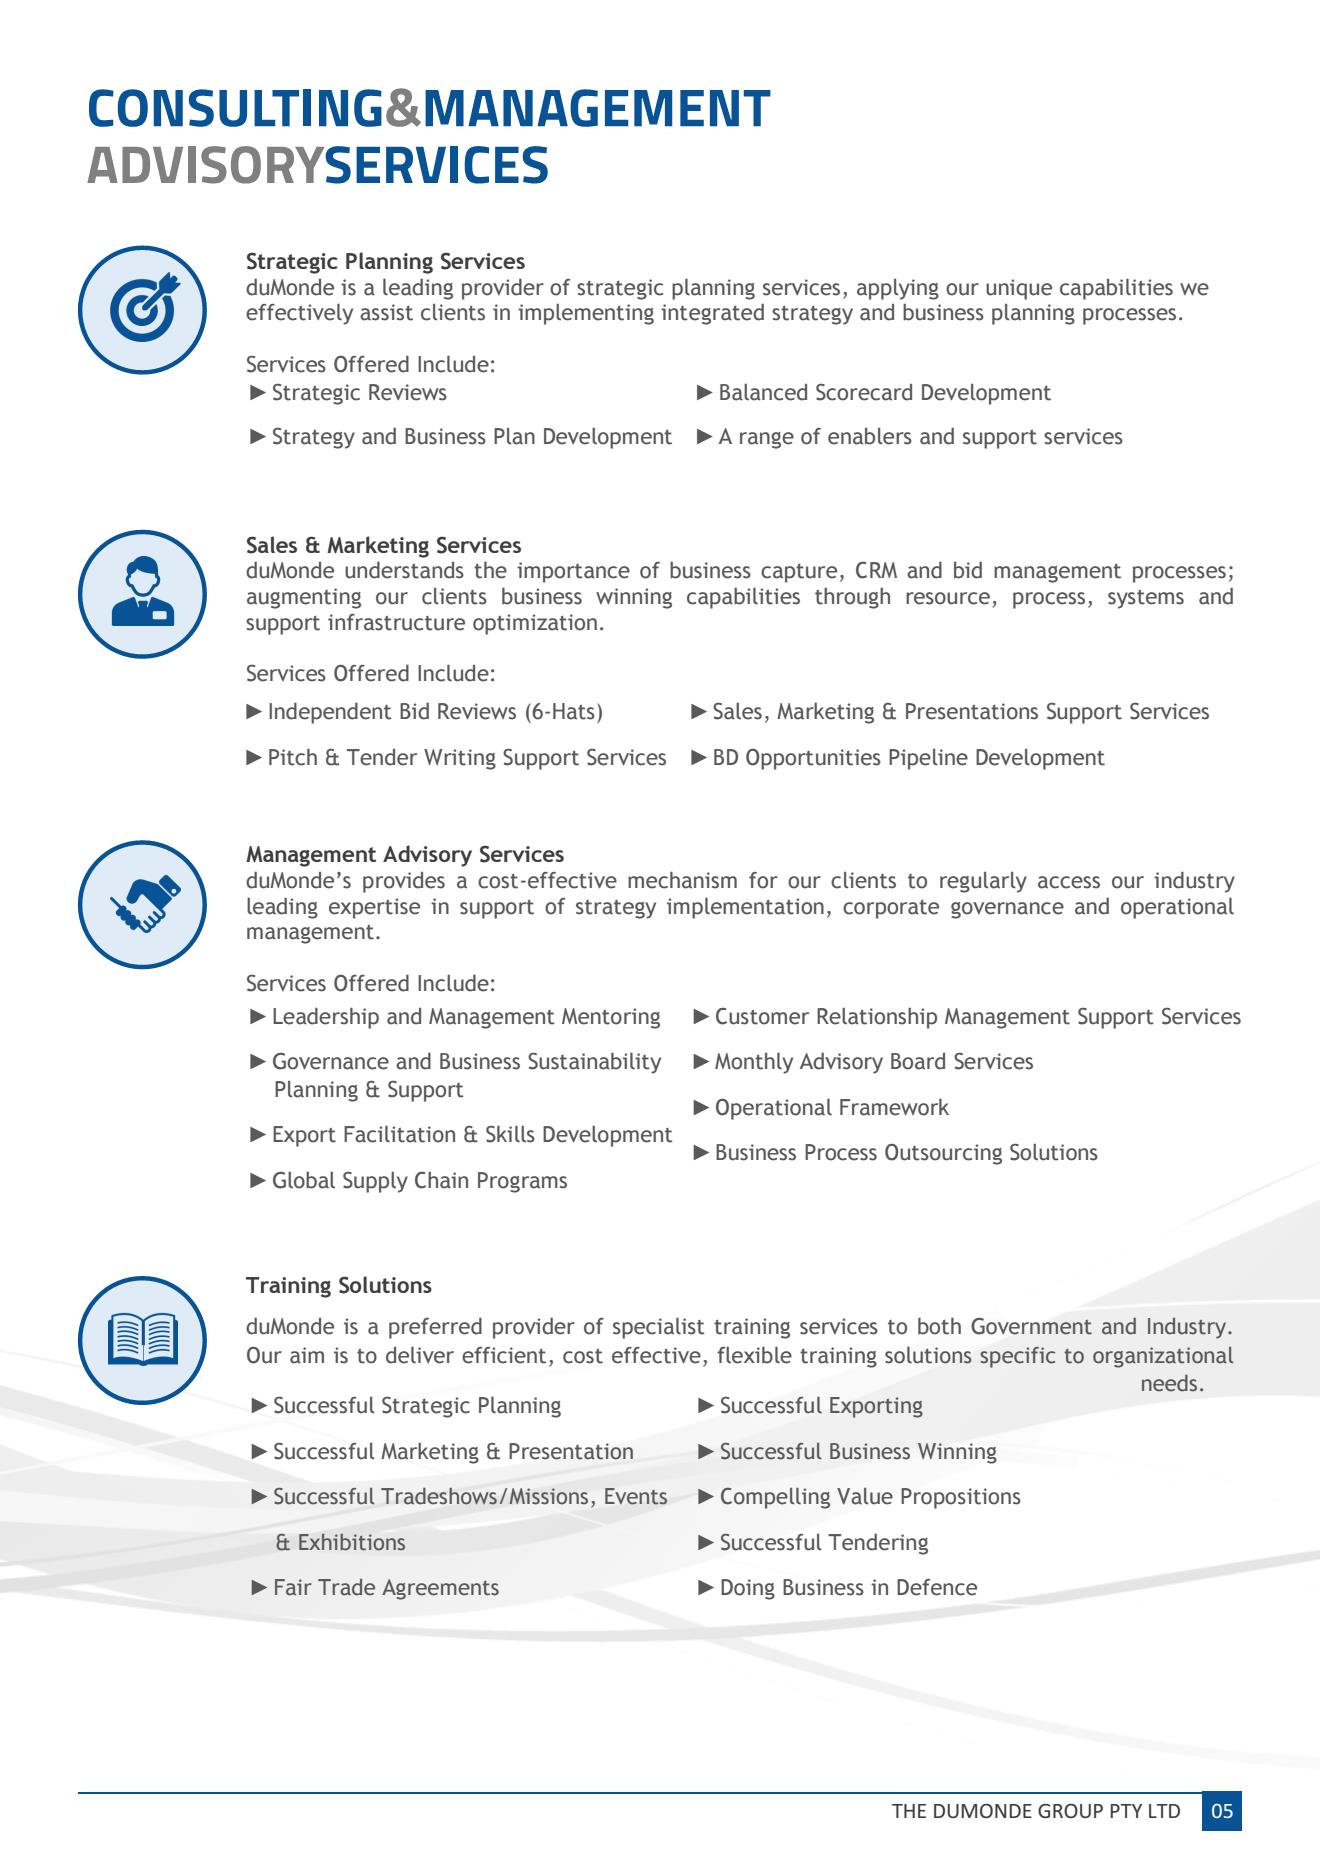 CONSULTING&MANAGEMENT
ADVISORYSERVICES
Strategic Planning Services
duMonde is a leading provider of strategic planning services, applying our unique capabilities we
effectively assist clients in implementing integrated strategy and business planning processes.
Services Offered Include:
►Strategic Reviews
►Strategy and Business Plan Development
►Balanced Scorecard Development
►A range of enablers and support services
Sales & Marketing Services
duMonde understands the importance of business capture, CRM and bid management processes;
augmenting our clients business winning capabilities through resource, process, systems and
support infrastructure optimization.
Services Offered Include:
►Independent Bid Reviews (6-Hats)
►Pitch & Tender Writing Support Services
►Sales, Marketing & Presentations Support Services
►BD Opportunities Pipeline Development
Management Advisory Services
duMonde’s provides a cost-effective mechanism for our clients to regularly access our industry
leading expertise in support of strategy implementation, corporate governance and operational
management.
Services Offered Include:
►Leadership and Management Mentoring
►Governance and Business Sustainability
Planning & Support
►Export Facilitation & Skills Development
►Global Supply Chain Programs
►Customer Relationship Management Support Services
►Monthly Advisory Board Services
►Operational Framework
►Business Process Outsourcing Solutions
Training Solutions
duMonde is a preferred provider of specialist training services to both Government and Industry.
Our aim is to deliver efficient, cost effective, flexible training solutions specific to organizational
needs.
►Successful Strategic Planning
►Successful Marketing & Presentation
►Successful Tradeshows/Missions, Events
& Exhibitions
►Fair Trade Agreements
►Successful Exporting
►Successful Business Winning
►Compelling Value Propositions
►Successful Tendering
►Doing Business in Defence
THE DUMONDE GROUP PTY LTD 05